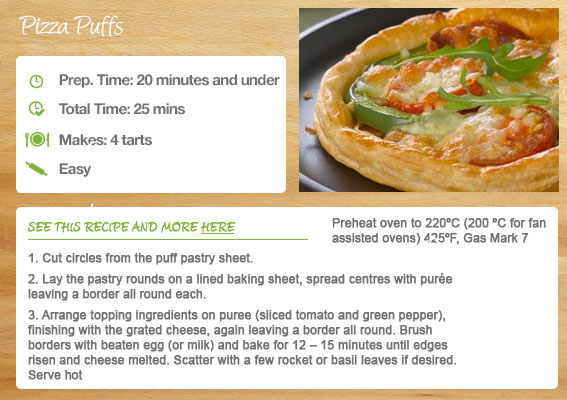 Pizza Puffs
Prep. Time: 20 minutes and under
Total Time: 25 mins
Makes: 4 tarts
Easy
SEE THIS RECIPE AND MORE HERE
Preheat oven to 220°C (200 °C for fan
assisted ovens) 425°F, Gas Mark 7
1. Cut circles from the puff pastry sheet.
2. Lay the pastry rounds on a lined baking sheet, spread centres with purée
leaving a border all round each.
3. Arrange topping ingredients on puree (sliced tomato and green pepper),
finishing with the grated cheese, again leaving a border all round. Brush
borders with beaten egg (or milk) and bake for 12 – 15 minutes until edges
risen and cheese melted. Scatter with a few rocket or basil leaves if desired.
Serve hot